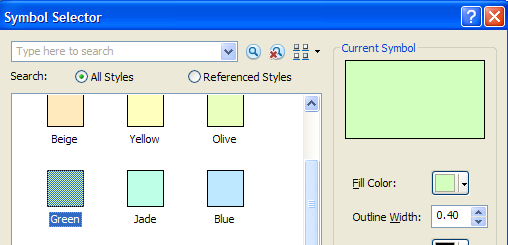 Symbol Selector
Type here to search
Search: All Styles Referenced Styles
Beige Yellow Olive
Green Jade Blue
Current Symbol
Fill Color:
Outline Width: 0.40